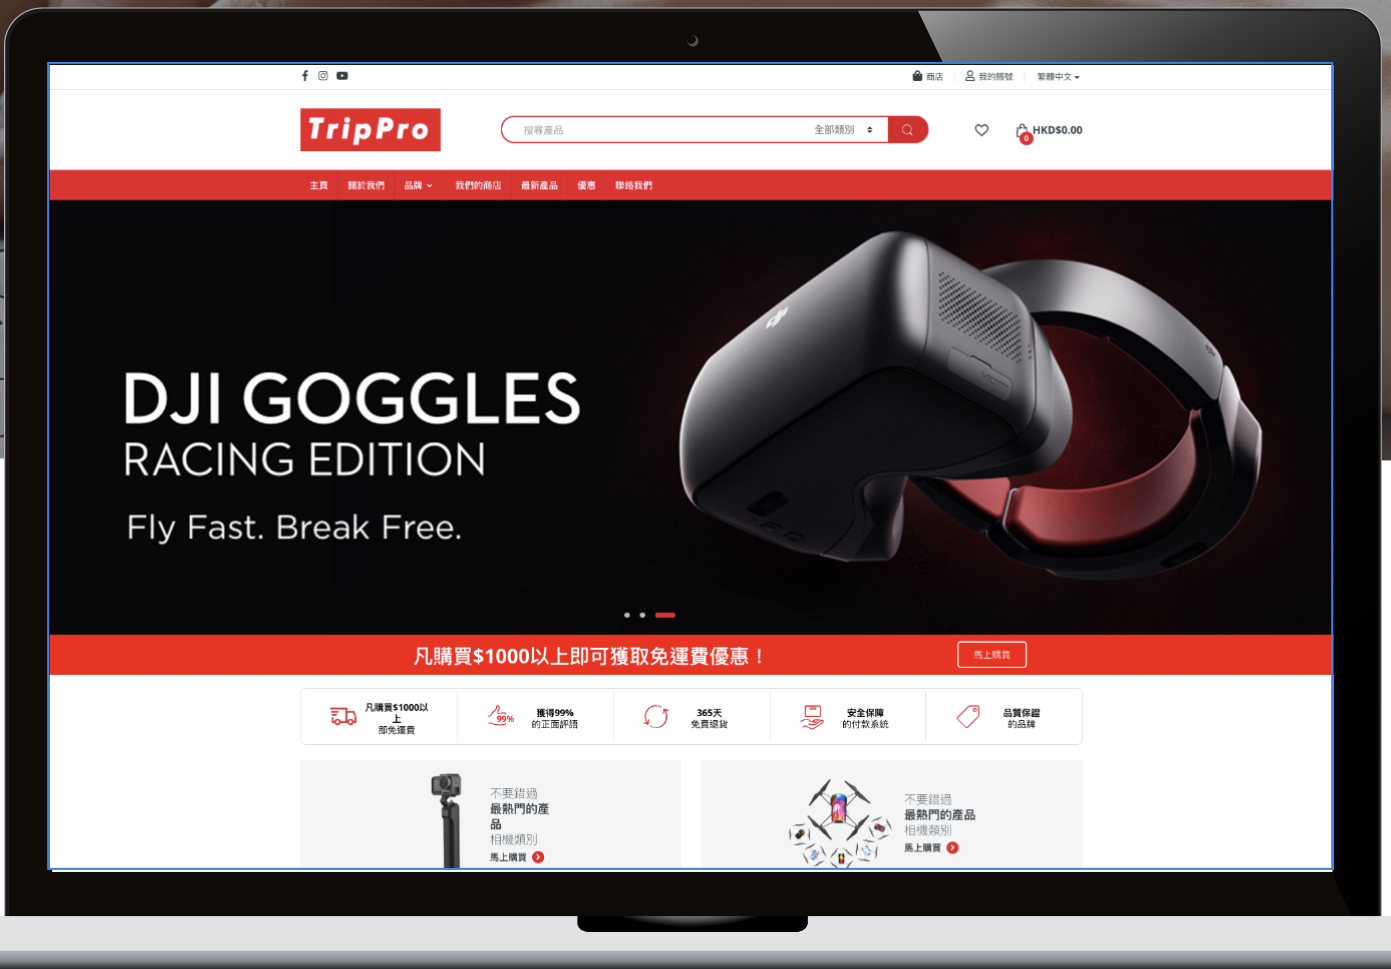 商店
我的賬號
繁體中文
TripPro
搜尋產品
全部類別
0
HKD$0.00
主頁
關於我們
品牌
我們的商店
最新產品
優惠
聯絡我們
DJI GOGGLES
RACING EDITION
Fly Fast. Break Free.
凡購買$1000以上即可獲取免運費優惠！
馬上購買
凡購買$1000以
上
即免運費
99%
獲得99%
的正面評語
365天
免費退貨
安全保障
的付款系統
品質保證
的品牌
不要錯過
最熱門的產
品
相機類別
馬上購買
不要錯過
最熱門的產品
相機類別
馬上購買